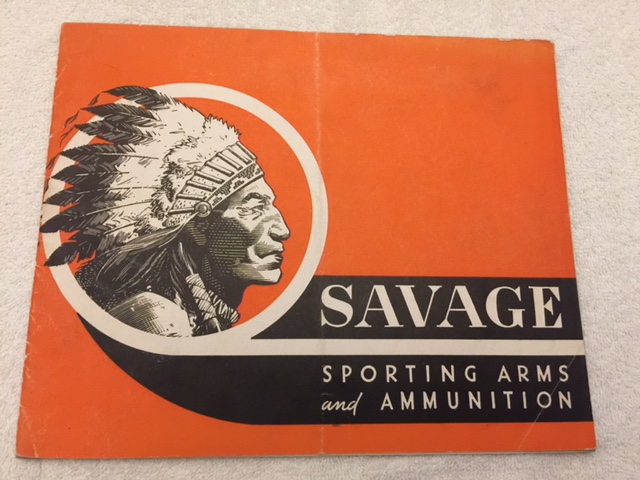 SAVAGE
SPORTING ARMS
and AMMUNITION